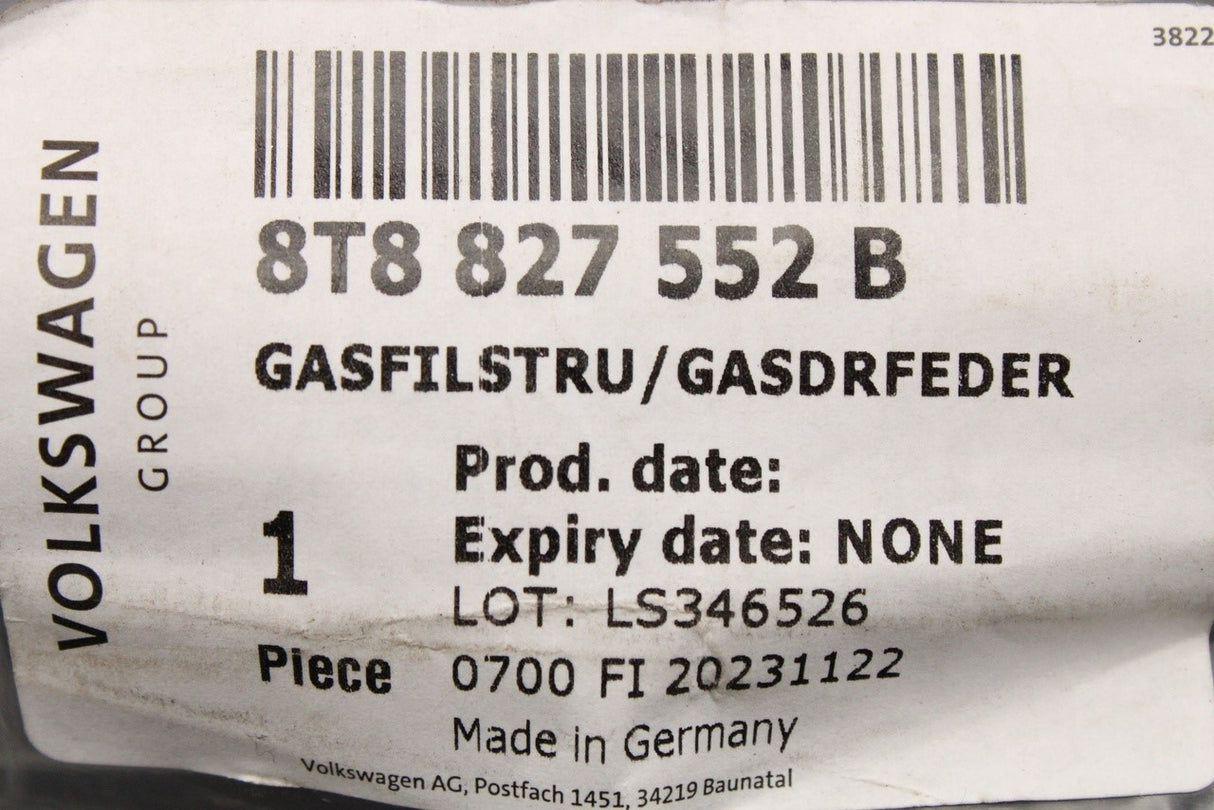 3822
VOLKSWAGEN
GROUP
8T8 827 552 B
GASFILSTRU/GASDRFEDER
Prod. date:
1
Expiry date: NONE
LOT: LS346526
Piece
0700 FI 20231122
Made in Germany
Volkswagen AG, Postfach 1451, 34219 Baunatal